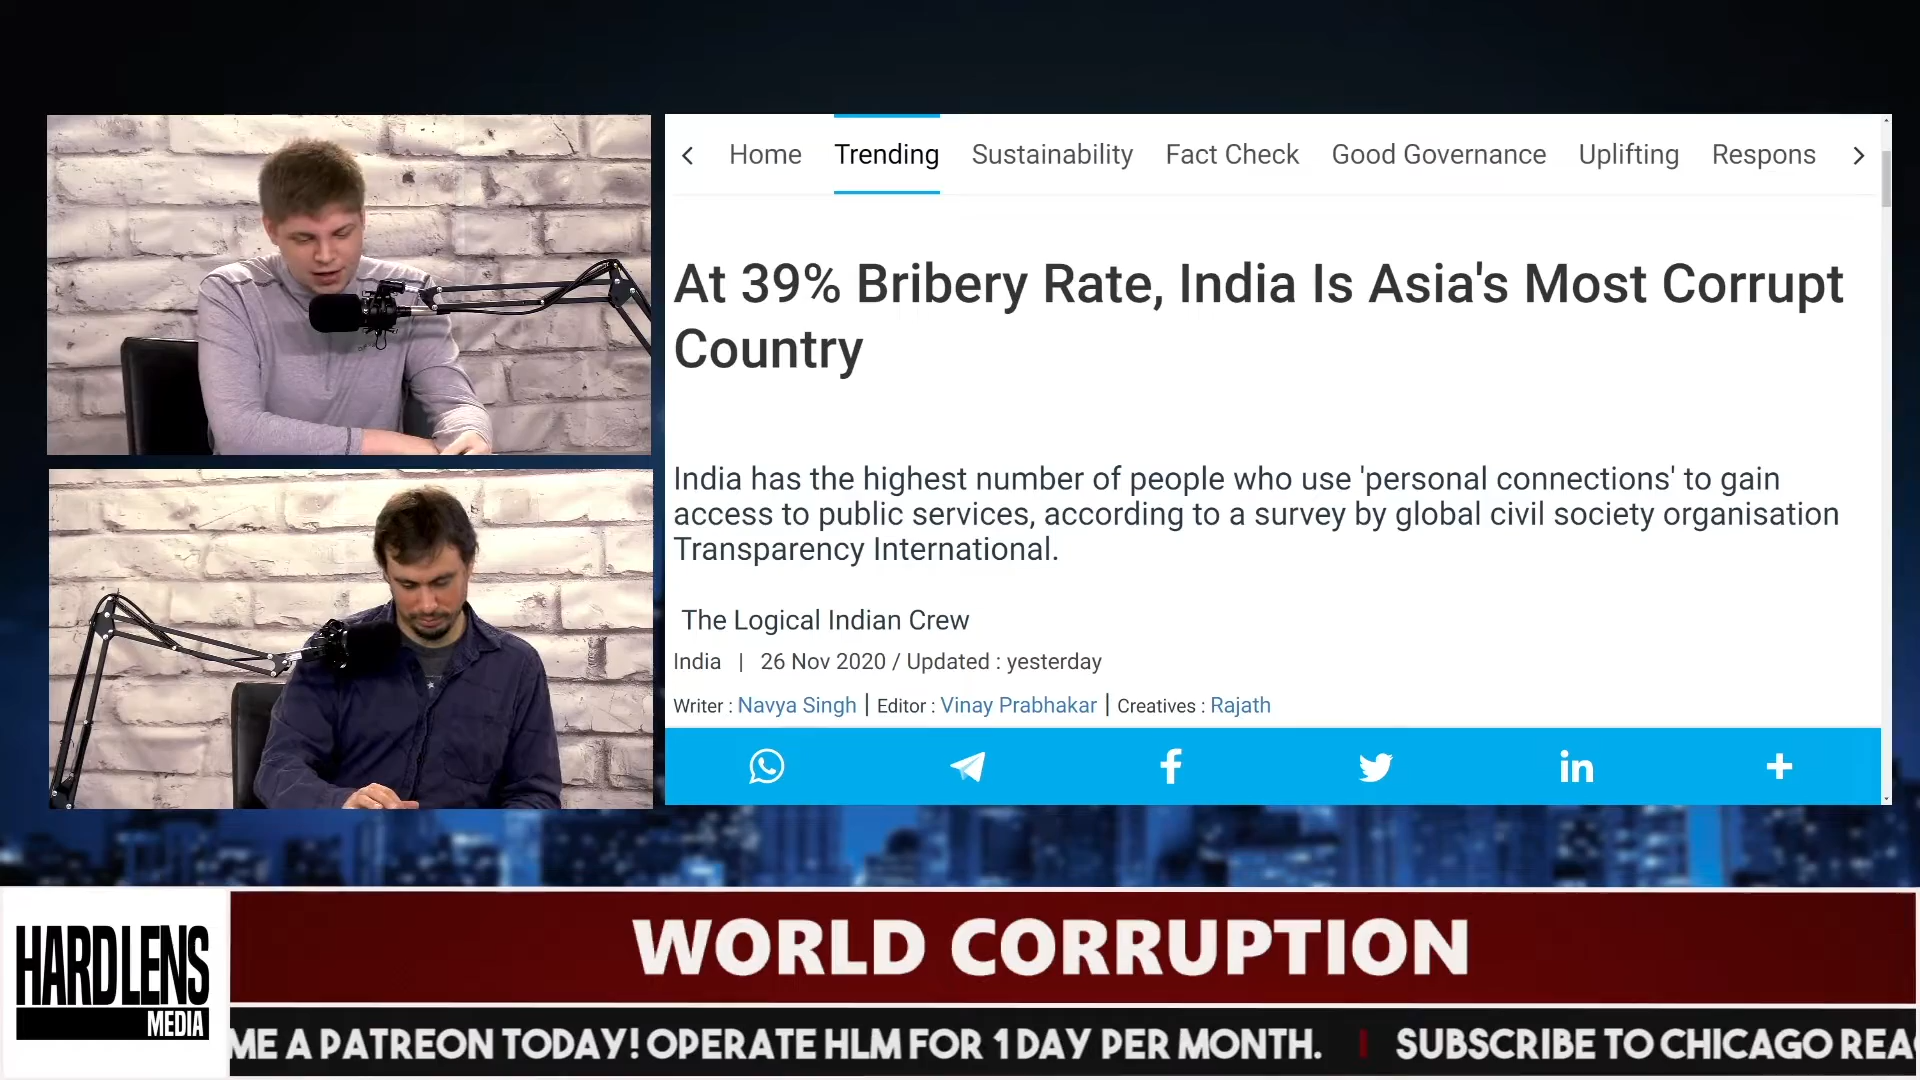 Home Trending Sustainability Fact Check Good Governance Uplifting Respons
At 39% Bribery Rate, India Is Asia's Most Corrupt
Country
India has the highest number of people who use 'personal connections' to gain
access to public services, according to a survey by global civil society organisation
Transparency International.
The Logical Indian Crew
India | 26 Nov 2020 / Updated : yesterday
Writer : Navya Singh | Editor : Vinay Prabhakar | Creatives : Rajath
WORLD CORRUPTION
HARD LENS
MEDIA
ME A PATREON TODAY! OPERATE HLM FOR 1 DAY PER MONTH. | SUBSCRIBE TO CHICAGO REA